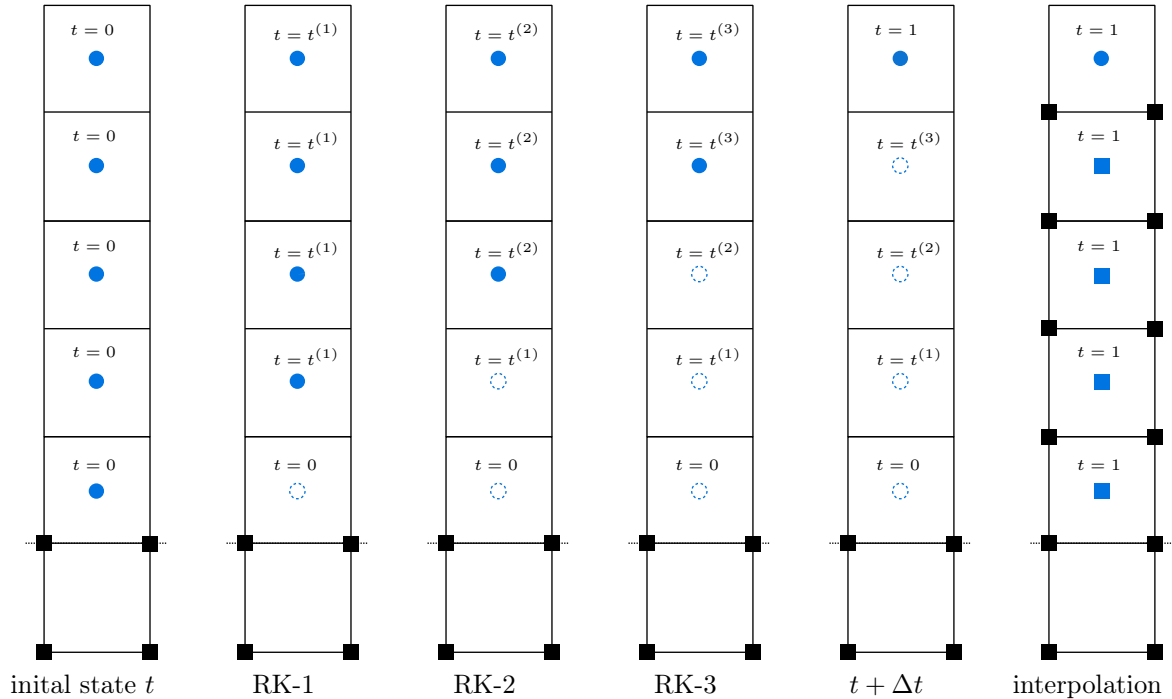 t = 0 t = t^(1) t = t^(2) t = t^(3) t = 1 t = 1
t = 0 t = t^(1) t = t^(2) t = t^(3) t = t^(3) t = 1
t = 0 t = t^(1) t = t^(2) t = t^(2) t = t^(2) t = 1
t = 0 t = t^(1) t = t^(1) t = t^(1) t = t^(1) t = 1
t = 0 t = 0 t = 0 t = 0 t = 0 t = 1
inital state t RK-1 RK-2 RK-3 t + Δt interpolation